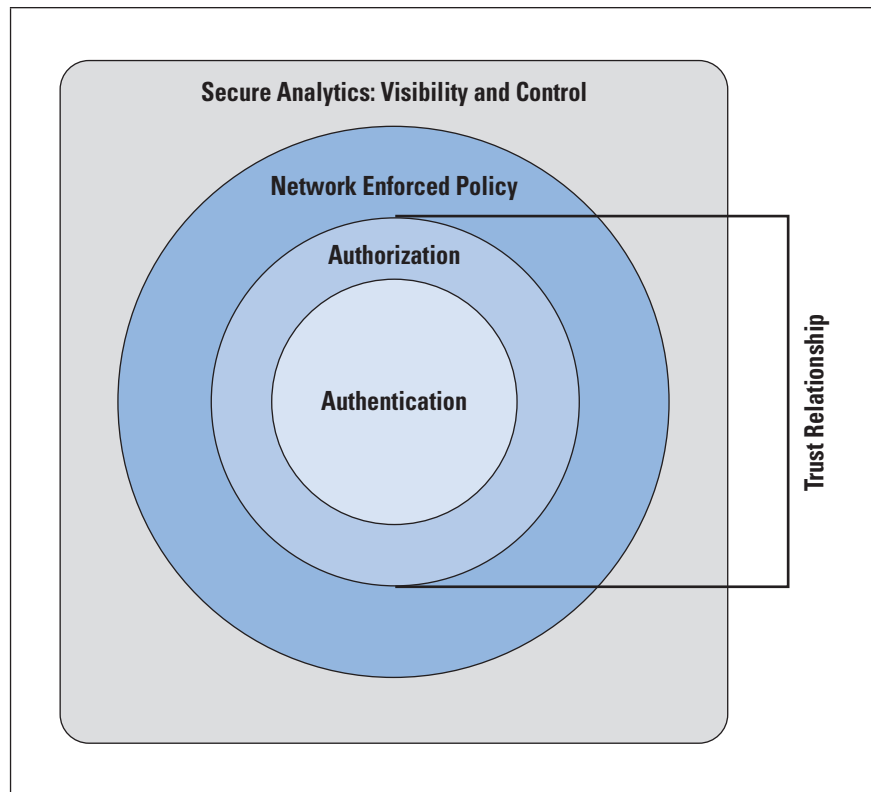 Secure Analytics: Visibility and Control
Network Enforced Policy
Authorization
Authentication
Trust Relationship